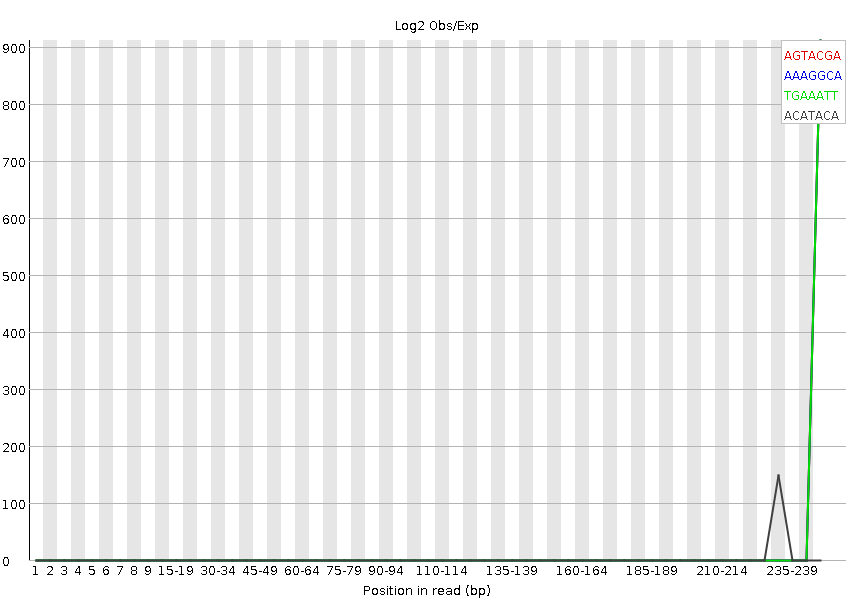 Log2 Obs/Exp
900
800
700
600
500
400
300
200
100
0
AGTACGA
AAAGGCA
TGAAATT
ACATACA
1 2 3 4 5 6 7 8 9 15-19 30-34 45-49 60-64 75-79 90-94 110-114 135-139 160-164 185-189 210-214 235-239
Position in read (bp)